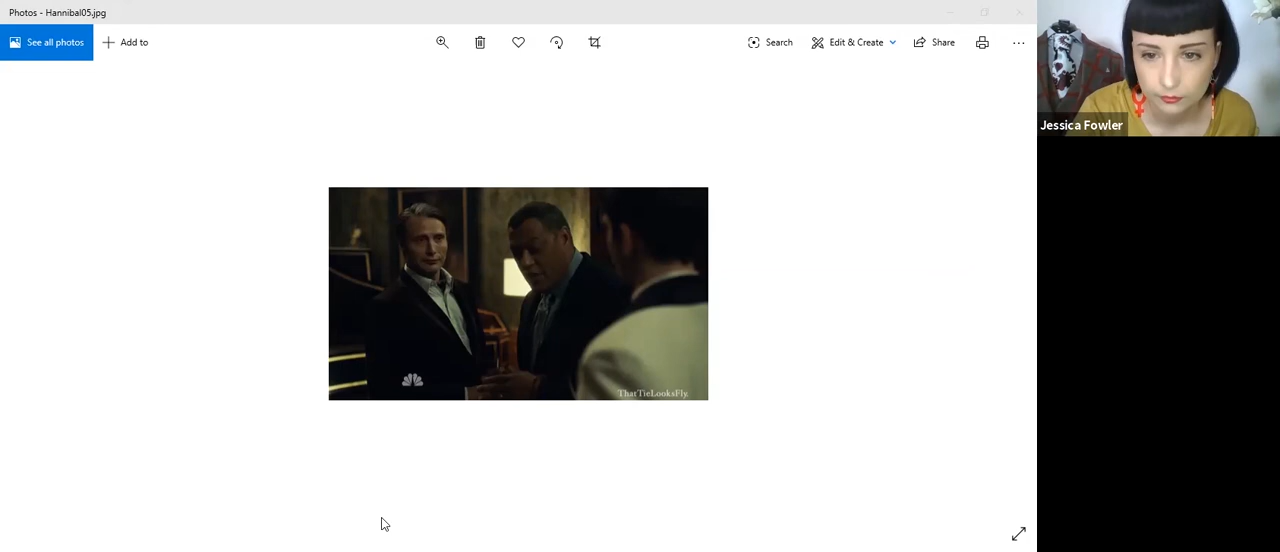 Photos - Hannibal05.jpg
See all photos
Add to
Search
Edit & Create
Share
Jessica Fowler
ThatTieLooksFly.